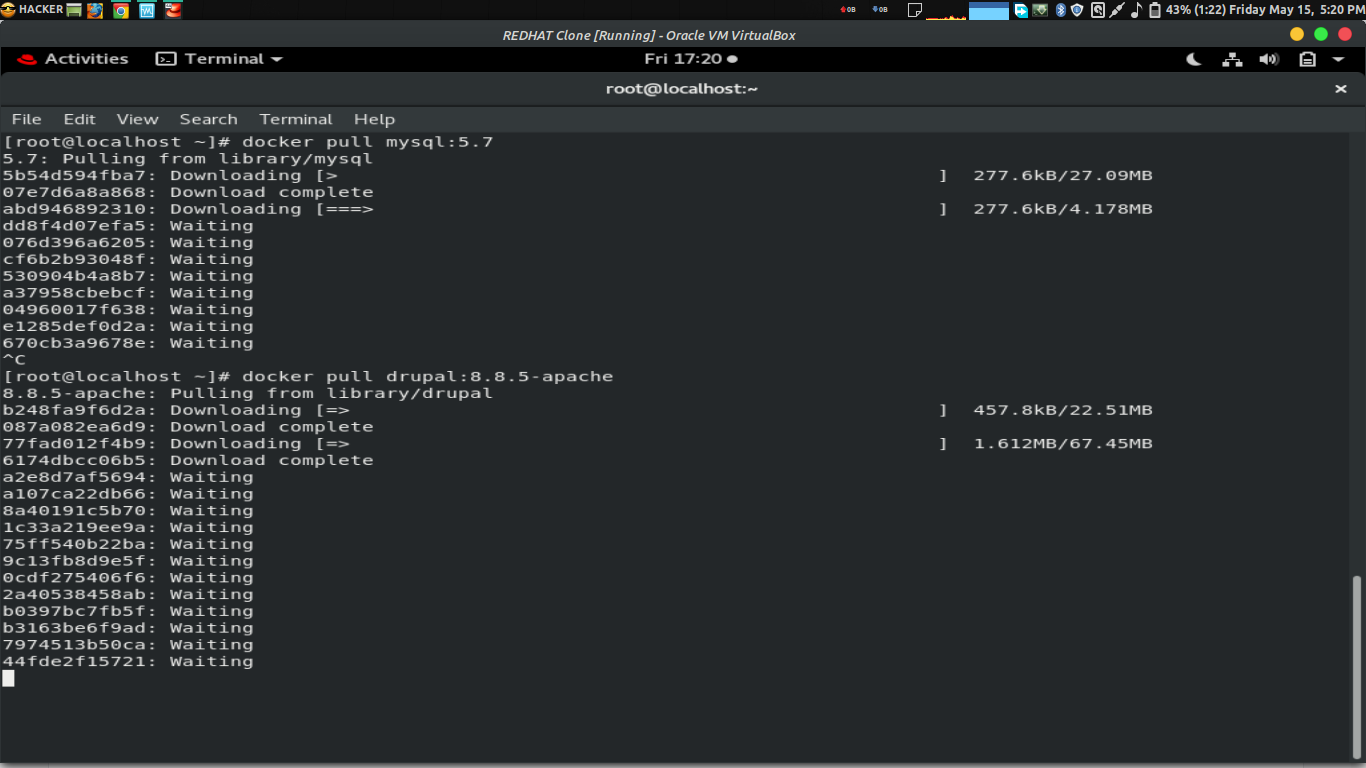 HACKER
0B 0B
43% (1:22) Friday May 15, 5:20 PM
REDHAT Clone [Running] - Oracle VM VirtualBox
Activities Terminal Fri 17:20
root@localhost:~ ×
File Edit View Search Terminal Help
[root@localhost ~]# docker pull mysql:5.7
5.7: Pulling from library/mysql
5b54d594fba7: Downloading [> ] 277.6kB/27.09MB
07e7d6a8a868: Download complete
abd946892310: Downloading [===> ] 277.6kB/4.178MB
dd8f4d07efa5: Waiting
076d396a6205: Waiting
cf6b2b93048f: Waiting
530904b4a8b7: Waiting
a37958cbebcf: Waiting
04960017f638: Waiting
e1285def0d2a: Waiting
670cb3a9678e: Waiting
^C
[root@localhost ~]# docker pull drupal:8.8.5-apache
8.8.5-apache: Pulling from library/drupal
b248fa9f6d2a: Downloading [=> ] 457.8kB/22.51MB
087a082ea6d9: Download complete
77fad012f4b9: Downloading [=> ] 1.612MB/67.45MB
6174dbcc06b5: Download complete
a2e8d7af5694: Waiting
a107ca22db66: Waiting
8a40191c5b70: Waiting
1c33a219ee9a: Waiting
75ff540b22ba: Waiting
9c13fb8d9e5f: Waiting
0cdf275406f6: Waiting
2a40538458ab: Waiting
b0397bc7fb5f: Waiting
b3163be6f9ad: Waiting
7974513b50ca: Waiting
44fde2f15721: Waiting